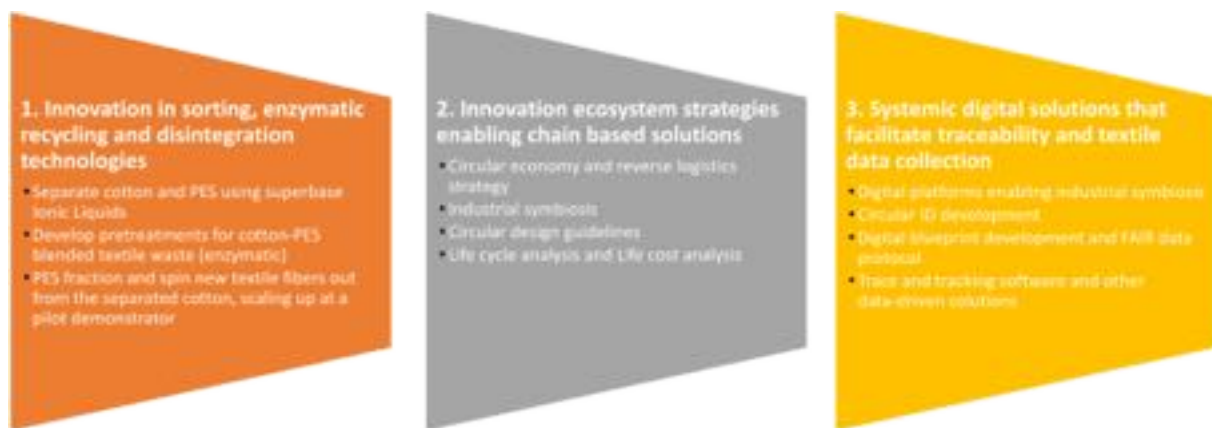 1. Innovation in sorting, enzymatic
recycling and disintegration
technologies
▪Separate cotton and PES using superbase
Ionic Liquids
▪Develop pretreatments for cotton-PES
blended textile waste (enzymatic)
▪PES fraction and spin new textile fibers out
from the separated cotton, scaling up at a
pilot demonstrator
2. Innovation ecosystem strategies
enabling chain based solutions
▪Circular economy and reverse logistics
strategy
▪Industrial symbiosis
▪Circular design guidelines
▪Life cycle analysis and Life cost analysis
3. Systemic digital solutions that
facilitate traceability and textile
data collection
▪Digital platforms enabling industrial symbiosis
▪Circular ID development
▪Digital blueprint development and FAIR data
protocol
▪Trace and tracking software and other
data-driven solutions